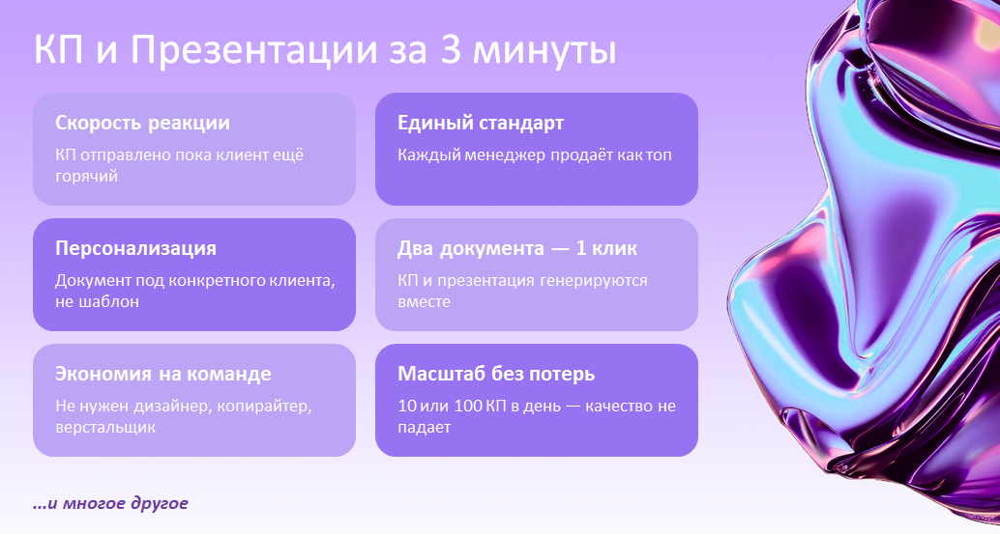 КП и Презентации за 3 минуты
Скорость реакции
КП отправлено пока клиент ещё
горячий
Единый стандарт
Каждый менеджер продаёт как топ
Персонализация
Документ под конкретного клиента,
не шаблон
Два документа — 1 клик
КП и презентация генерируются
вместе
Экономия на команде
Не нужен дизайнер, копирайтер,
верстальщик
Масштаб без потерь
10 или 100 КП в день — качество не
падает
...и многое другое